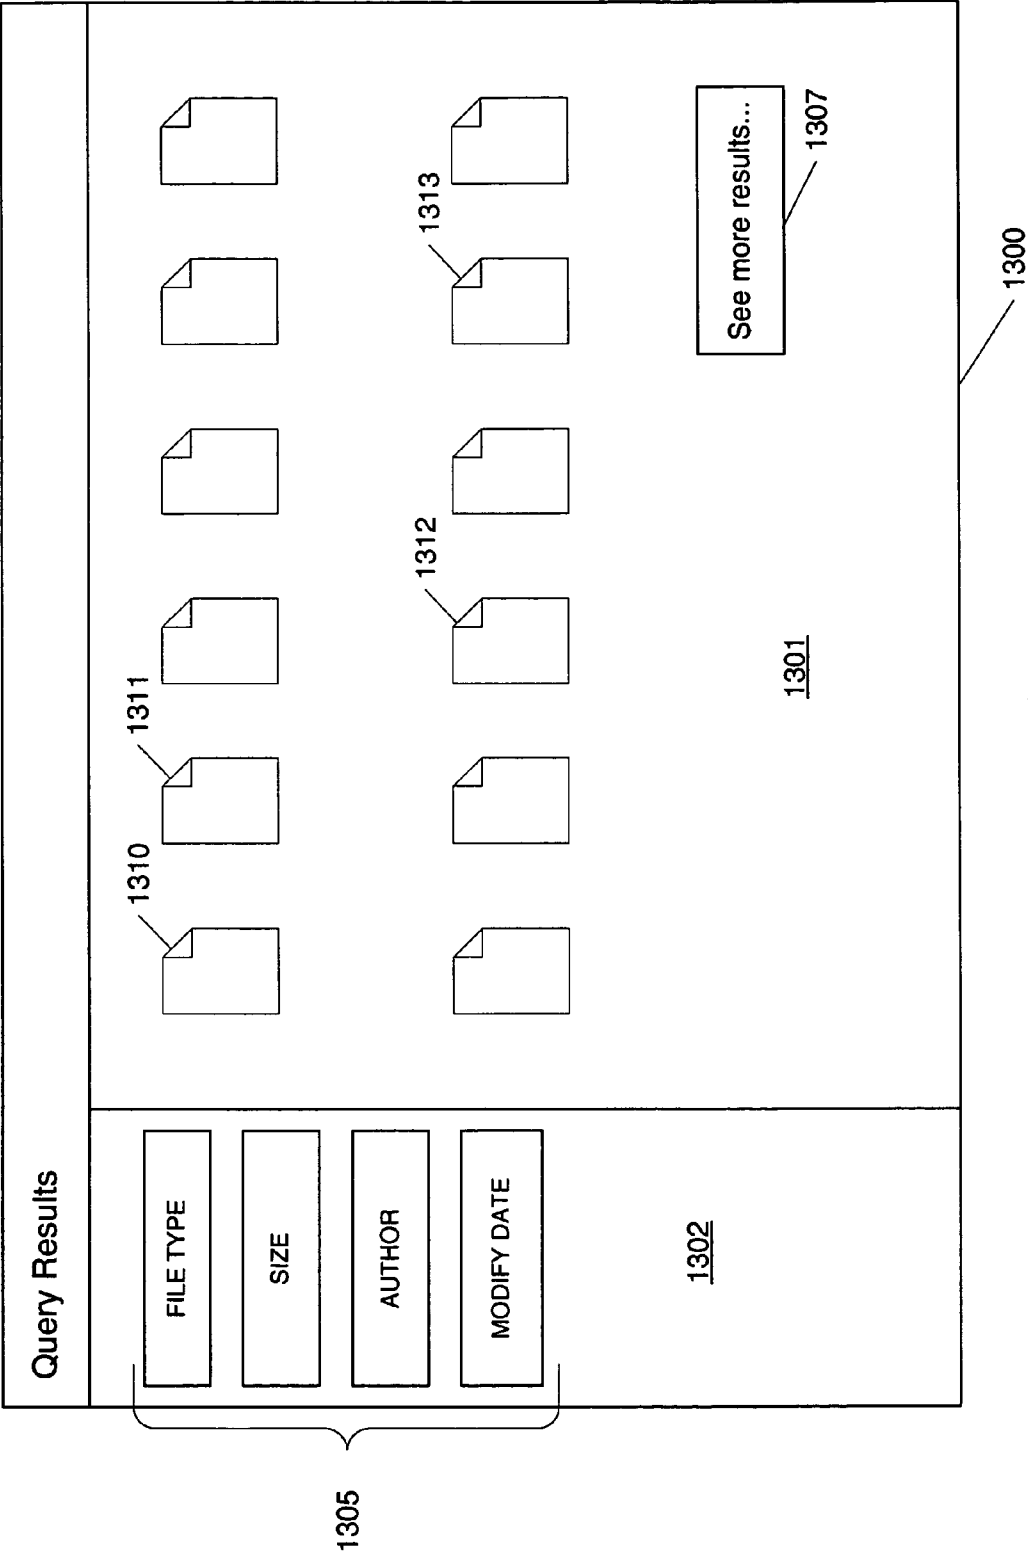 Query Results
1305
FILE TYPE
SIZE
AUTHOR
MODIFY DATE
1302
1310
1311
1312
1313
1301
See more results...
1307
1300